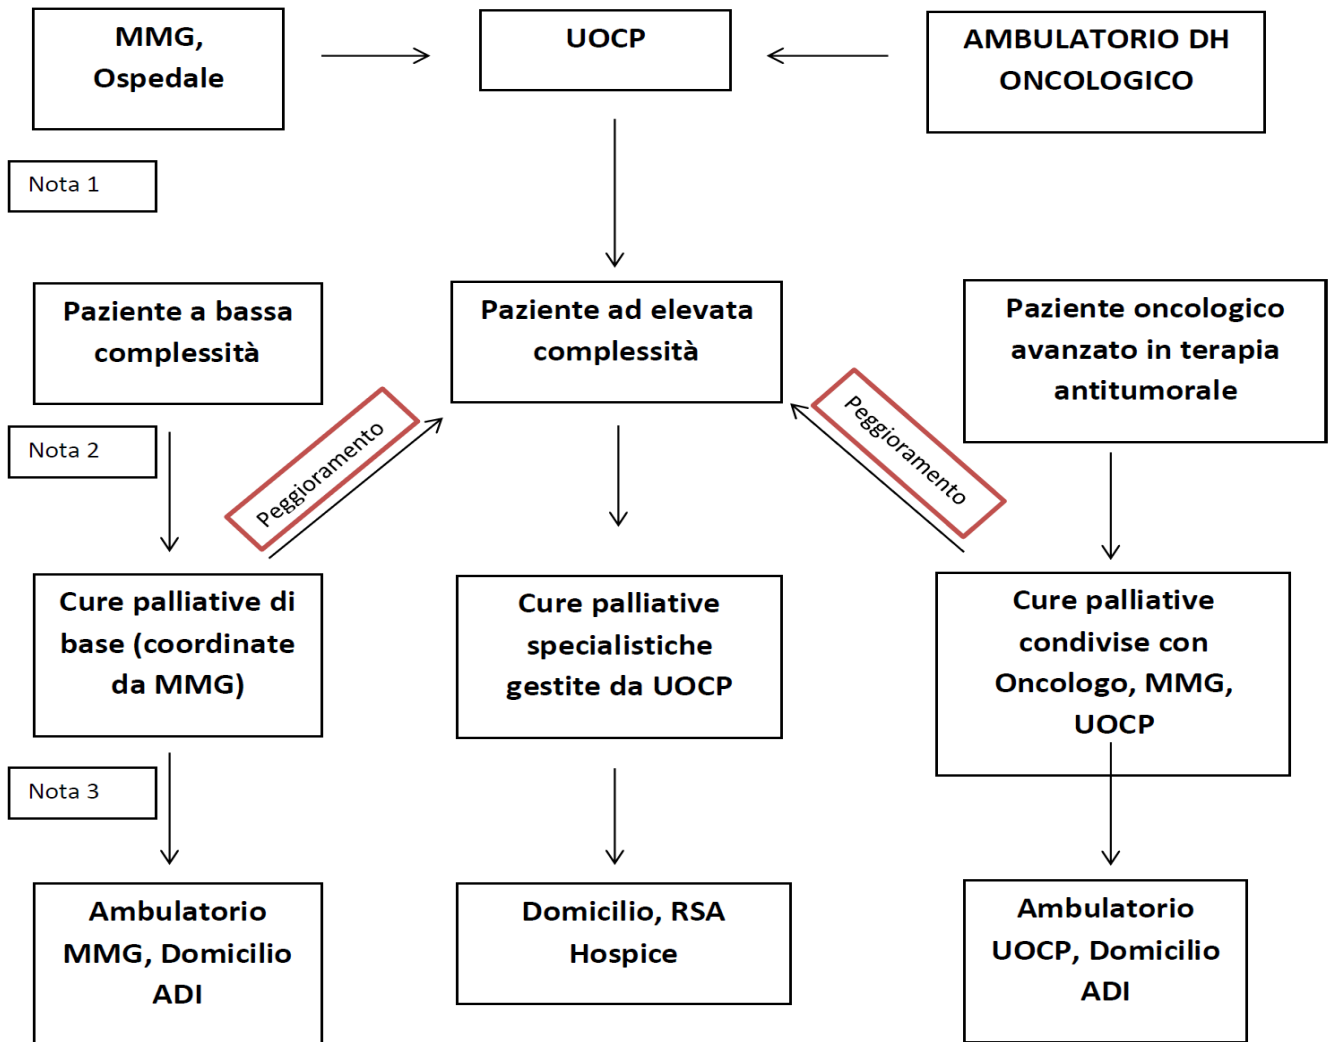 MMG,
Ospedale
UOCP
AMBULATORIO DH
ONCOLOGICO
Nota 1
Paziente a bassa
complessità
Paziente ad elevata
complessità
Paziente oncologico
avanzato in terapia
antitumorale
Nota 2
Peggioramento
Peggioramento
Cure palliative di
base (coordinate
da MMG)
Cure palliative
specialistiche
gestite da UOCP
Cure palliative
condivise con
Oncologo, MMG,
UOCP
Nota 3
Ambulatorio
MMG, Domicilio
ADI
Domicilio, RSA
Hospice
Ambulatorio
UOCP, Domicilio
ADI